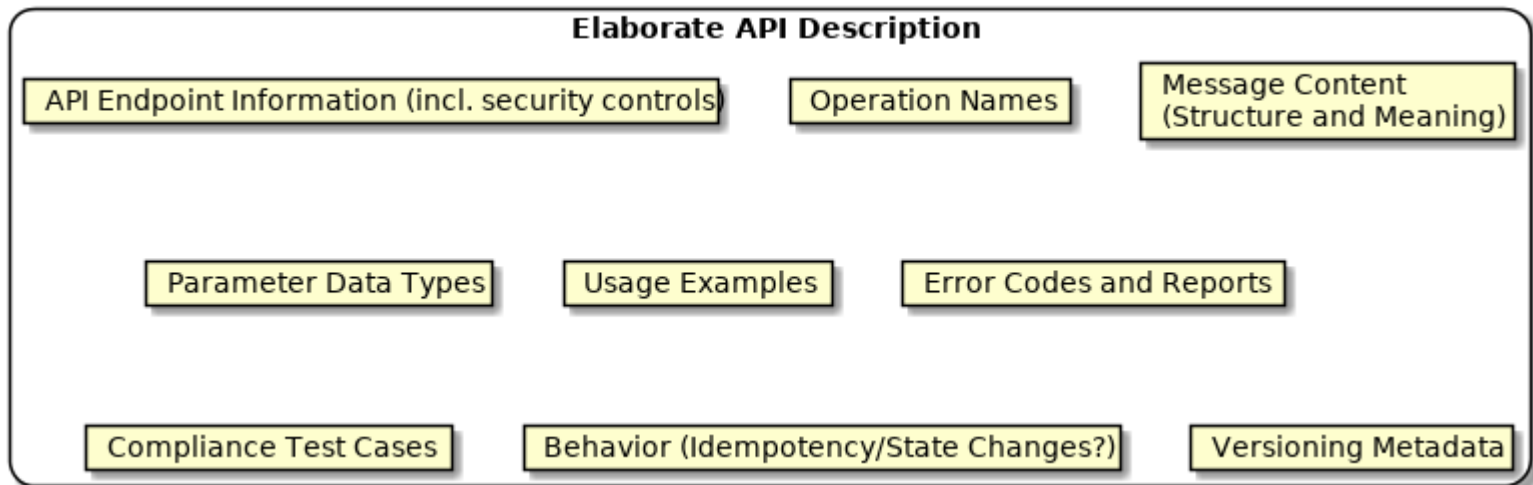 Elaborate API Description
API Endpoint Information (incl. security controls)
Operation Names
Message Content
(Structure and Meaning)
Parameter Data Types
Usage Examples
Error Codes and Reports
Compliance Test Cases
Behavior (Idempotency/State Changes?)
Versioning Metadata